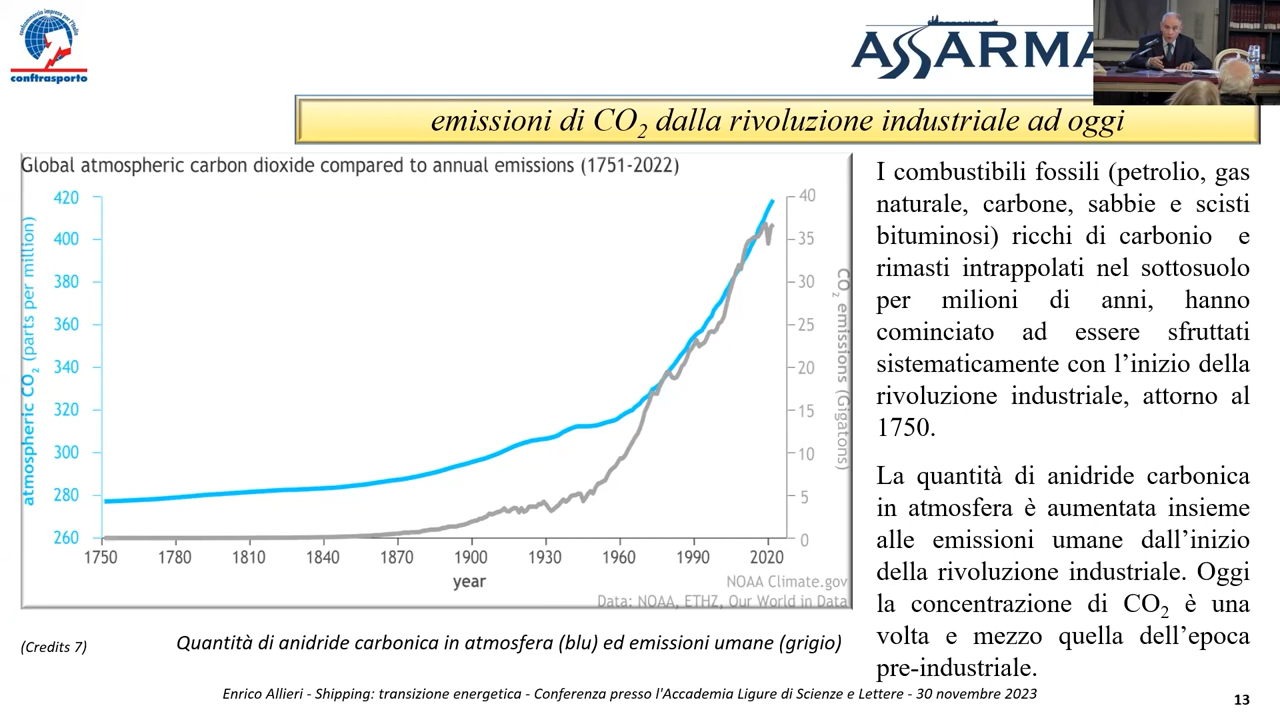 confcommercio imprese per l'Italia
conftrasporto
ASSARMA
emissioni di CO2 dalla rivoluzione industriale ad oggi
Global atmospheric carbon dioxide compared to annual emissions (1751-2022)
atmospheric CO2 (parts per million)
420
400
380
360
340
320
300
280
260
40
35
30
25
20
15
10
5
0
CO2 emissions (Gigatons)
1750 1780 1810 1840 1870 1900 1930 1960 1990 2020
year
NOAA Climate.gov
Data: NOAA, ETHZ, Our World in Data
(Credits 7)
Quantità di anidride carbonica in atmosfera (blu) ed emissioni umane (grigio)
I combustibili fossili (petrolio, gas
naturale, carbone, sabbie e scisti
bituminosi) ricchi di carbonio e
rimasti intrappolati nel sottosuolo
per milioni di anni, hanno
cominciato ad essere sfruttati
sistematicamente con l'inizio della
rivoluzione industriale, attorno al
1750.
La quantità di anidride carbonica
in atmosfera è aumentata insieme
alle emissioni umane dall'inizio
della rivoluzione industriale. Oggi
la concentrazione di CO2 è una
volta e mezzo quella dell'epoca
pre-industriale.
Enrico Allieri - Shipping: transizione energetica - Conferenza presso l'Accademia Ligure di Scienze e Lettere - 30 novembre 2023
13